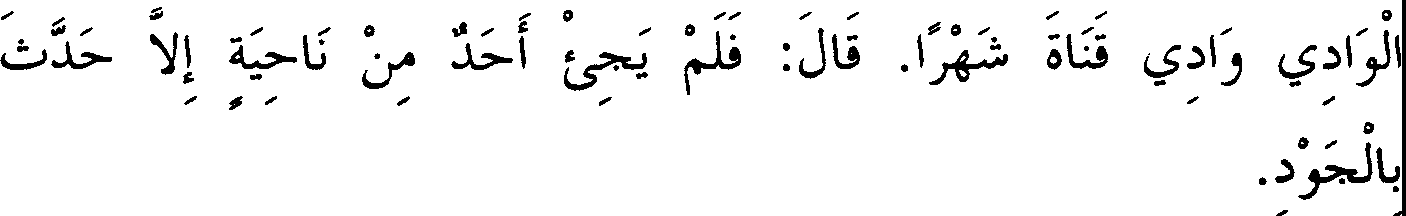 الْوَادِي وَادِي قَنَاةَ شَهْرًا. قَالَ: فَلَمْ يَجِئْ أَحَدٌ مِنْ نَاحِيَةٍ إِلاَّ حَدَّثَ
بِالْجَوْدِ.